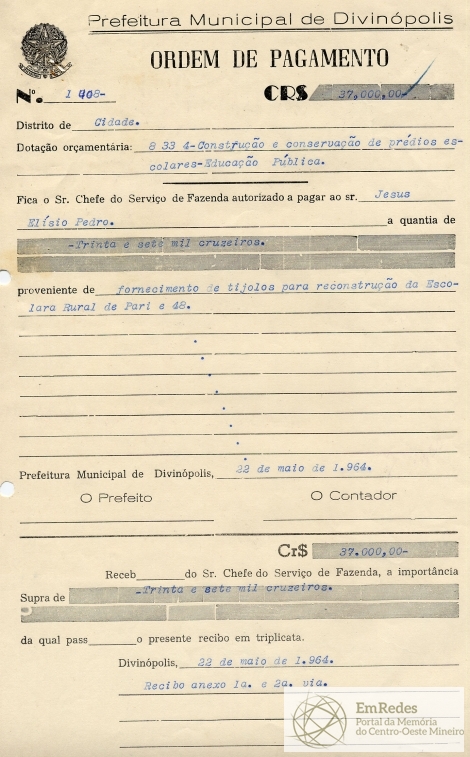 Prefeitura Municipal de Divinópolis
ORDEM DE PAGAMENTO
Nº. 1 408- CR$ 37.000,00-
Distrito de Cidade.
Dotação orçamentária: 8 33 4-Construção e conservação de prédios es-
colares-Educação Pública.
Fica o Sr. Chefe do Serviço de Fazenda autorizado a pagar ao sr. Jesus
Elísio Pedro. a quantia de
-Trinta e sete mil cruzeiros.
proveniente de fornecimento de tijolos para reconstrução da Esco-
lara Rural de Pari e 48.
Prefeitura Municipal de Divinópolis, 22 de maio de 1.964.
O Prefeito O Contador
Cr$ 37.000,00-
Receb do Sr. Chefe do Serviço de Fazenda, a importância
Supra de -Trinta e sete mil cruzeiros.
da qual pass o presente recibo em triplicata.
Divinópolis, 22 de maio de 1.964.
Recibo anexo 1a. e 2a. via.
EmRedes
Portal da Memória
do Centro-Oeste Mineiro